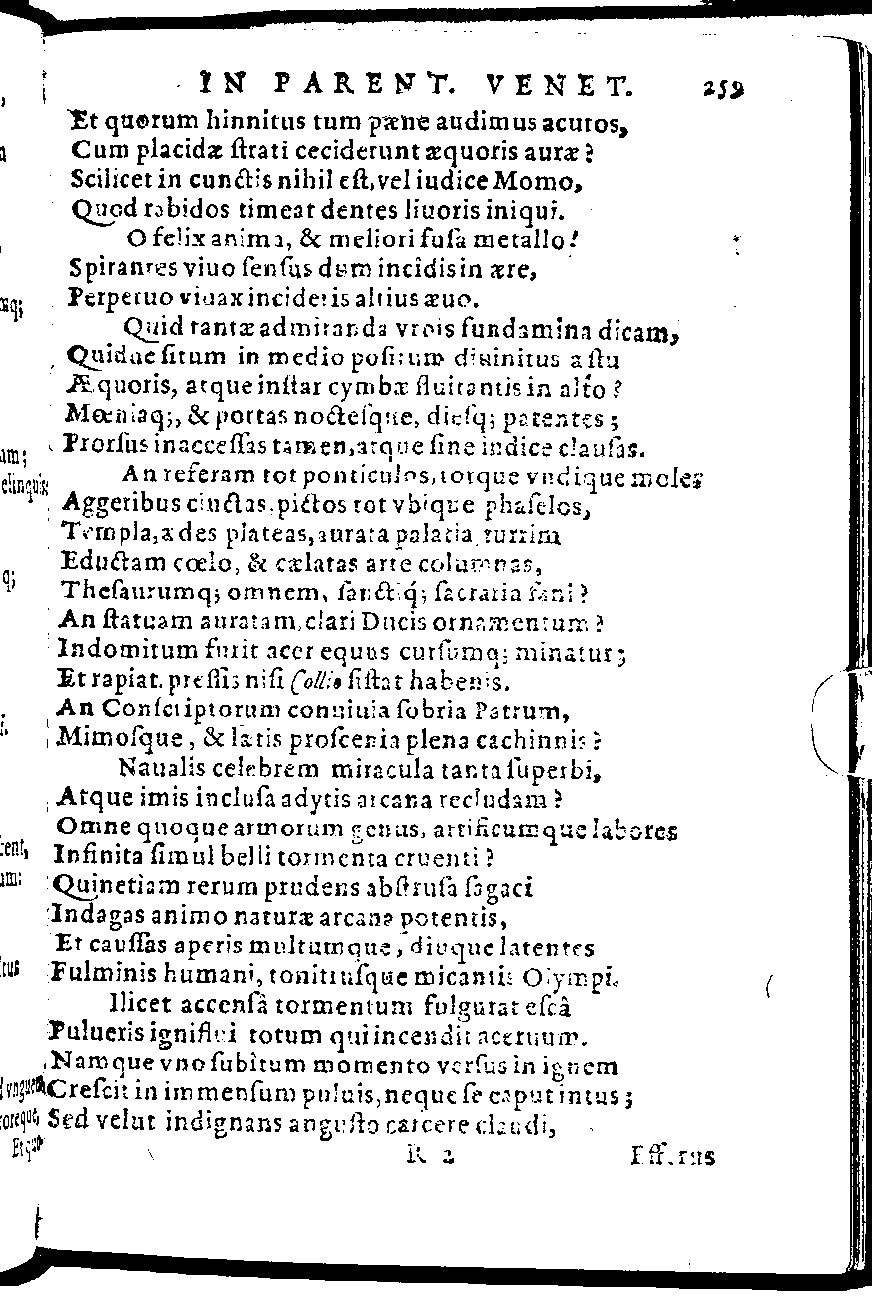 IN PARENT. VENET. 259
Et quorum hinnitus tum pæne audimus acutos,
Cum placidæ ſtrati ceciderunt æquoris auræ?
Scilicet in cunctis nihil eſt, vel iudice Momo,
Quod rabidos timeat dentes liuoris iniqui.
O felix anima, & meliori fuſa metallo!
Spirantes viuo ſenſus dum incidis in ære,
Perpetuo viuax incideris altius æuo.
Quid tantæ admiranda vrbis fundamina dicam,
Quidue ſitum in medio poſitum diuinitus aſtu
Æquoris, atque inſtar cymbæ fluitantis in alto?
Mœniaq;, & portas nocteſque, dieſq; patentes;
Prorſus inacceſſas tamen, atque ſine indice clauſas.
An referam tot ponticulos, totque vndique moles
Aggeribus cinctas, pictos tot vbique phaſelos,
Templa, ædes plateas, aurata palatia, turrim
Eductam cœlo, & cælatas arte columnas,
Theſaurumq; omnem, ſanctiq́; ſacraria fani?
An ſtatuam auratam, clari Ducis ornamentum?
Indomitum furit acer equus curſumq; minatur;
Et rapiat, preſſis niſi Collio ſiſtat habenis.
An Conſcriptorum conuiuia ſobria Patrum,
Mimoſque, & lætis proſcenia plena cachinnis?
Naualis celebrem miracula tanta ſuperbi,
Atque imis incluſa adytis arcana recludam?
Omne quoque armorum genus, artificumque labores
Infinita ſimul belli tormenta cruenti?
Quinetiam rerum prudens abſtruſa ſagaci
Indagas animo naturæ arcana potentis,
Et cauſſas aperis multumque, diuque latentes
Fulminis humani, tonitruſque micantis Olympi.
Ilicet accenſâ tormentum fulgurat eſcâ
Pulueris igniflui totum qui incendit aceruum.
Namque vno ſubitum momento verſus in ignem
Creſcit in immenſum puluis, neque ſe caput intus;
Sed velut indignans anguſto carcere claudi,
R 2